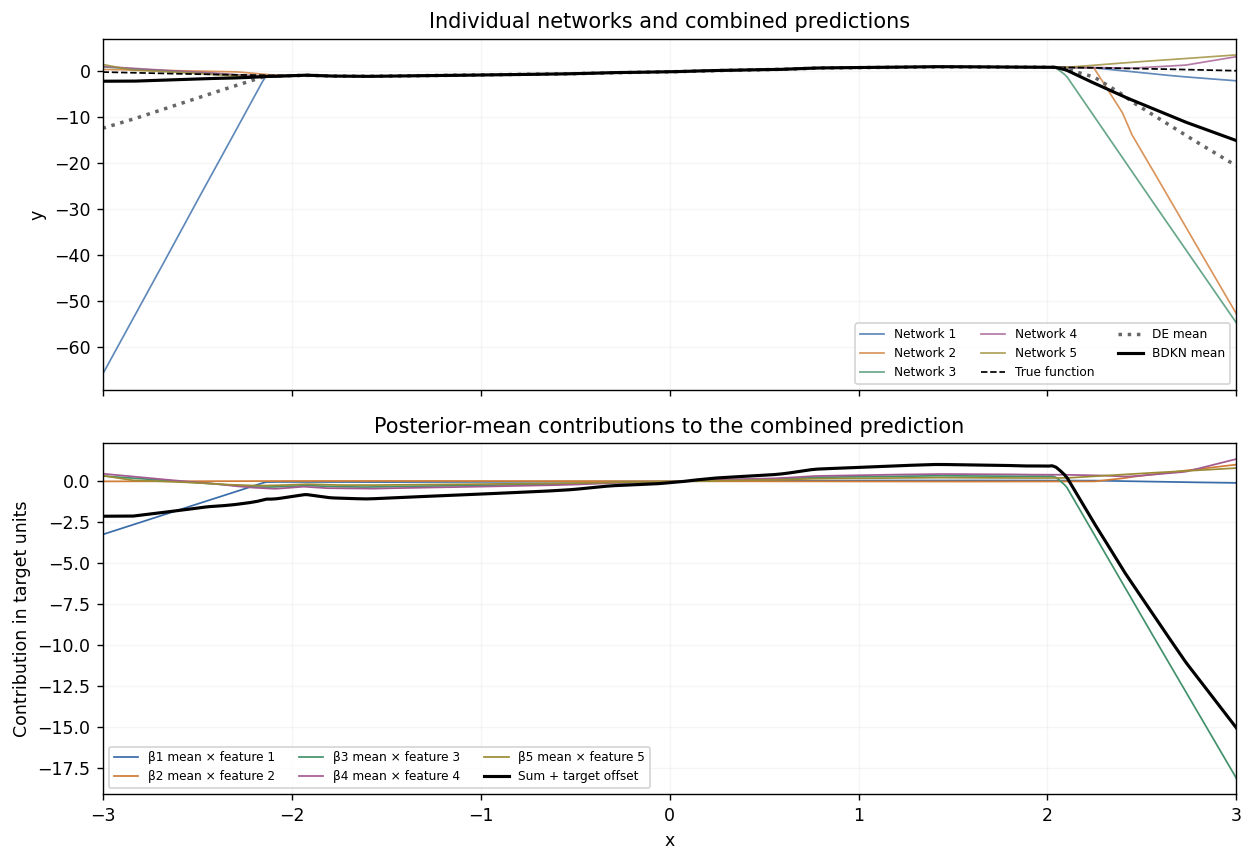 Individual networks and combined predictions
0
−10
−20
−30
−40
−50
−60
y
Network 1 Network 4 DE mean
Network 2 Network 5 BDKN mean
Network 3 True function
Posterior-mean contributions to the combined prediction
0.0
−2.5
−5.0
−7.5
−10.0
−12.5
−15.0
−17.5
Contribution in target units
β1 mean × feature 1 β3 mean × feature 3 β5 mean × feature 5
β2 mean × feature 2 β4 mean × feature 4 Sum + target offset
−3 −2 −1 0 1 2 3
x